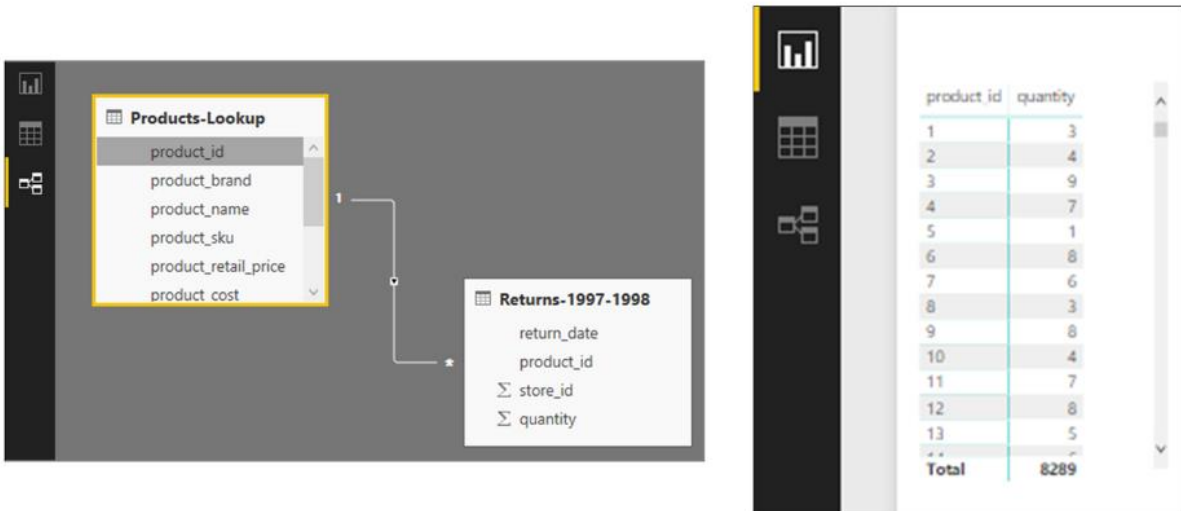 Products-Lookup
product_id
product_brand
product_name
product_sku
product_retail_price
product cost
1
*
Returns-1997-1998
return_date
product_id
Σ store_id
Σ quantity
product_id quantity
1 3
2 4
3 9
4 7
5 1
6 8
7 6
8 3
9 8
10 4
11 7
12 8
13 5
Total 8289